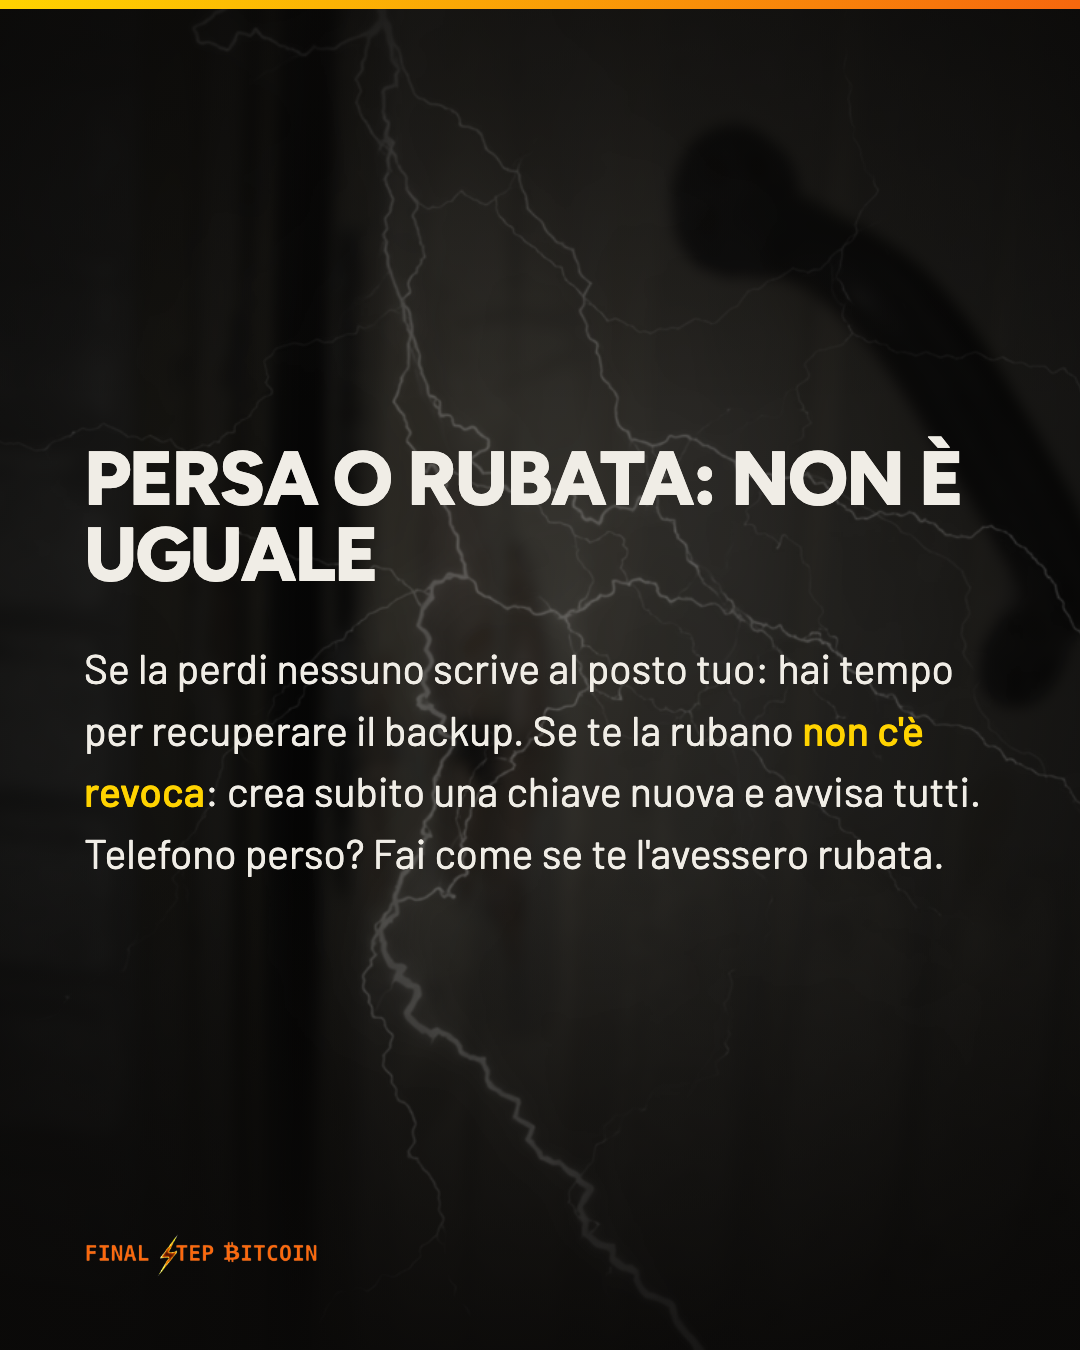 PERSA O RUBATA: NON È
UGUALE
Se la perdi nessuno scrive al posto tuo: hai tempo
per recuperare il backup. Se te la rubano non c'è
revoca: crea subito una chiave nuova e avvisa tutti.
Telefono perso? Fai come se te l'avessero rubata.
FINAL STEP BITCOIN